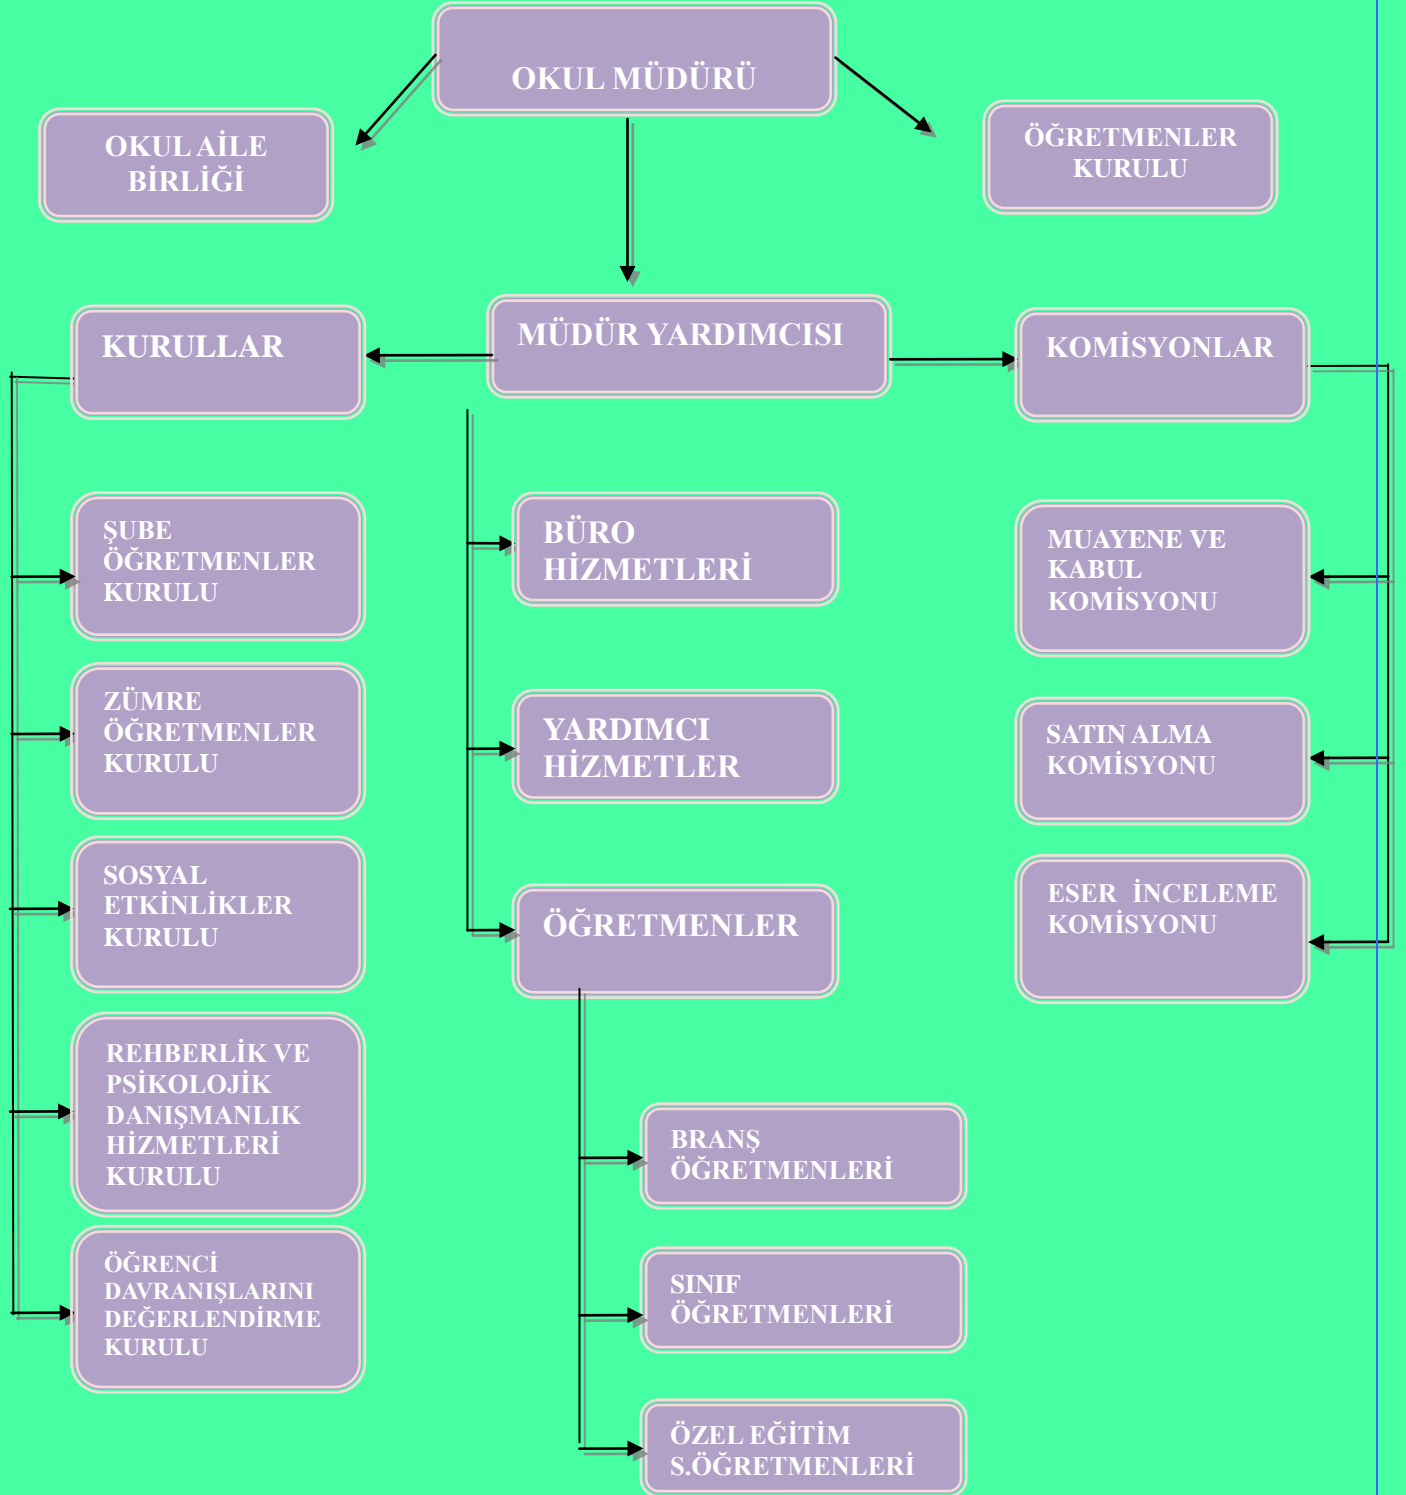 OKUL MÜDÜRÜ
OKUL AİLE
BİRLİĞİ
ÖĞRETMENLER
KURULU
KURULLAR
MÜDÜR YARDIMCISI
KOMİSYONLAR
ŞUBE
ÖĞRETMENLER
KURULU
ZÜMRE
ÖĞRETMENLER
KURULU
SOSYAL
ETKİNLİKLER
KURULU
REHBERLİK VE
PSİKOLOJİK
DANIŞMANLIK
HİZMETLERİ
KURULU
ÖĞRENCİ
DAVRANIŞLARINI
DEĞERLENDİRME
KURULU
BÜRO
HİZMETLERİ
YARDIMCI
HİZMETLER
ÖĞRETMENLER
BRANŞ
ÖĞRETMENLERİ
SINIF
ÖĞRETMENLERİ
ÖZEL EĞİTİM
S.ÖĞRETMENLERİ
MUAYENE VE
KABUL
KOMİSYONU
SATIN ALMA
KOMİSYONU
ESER İNCELEME
KOMİSYONU